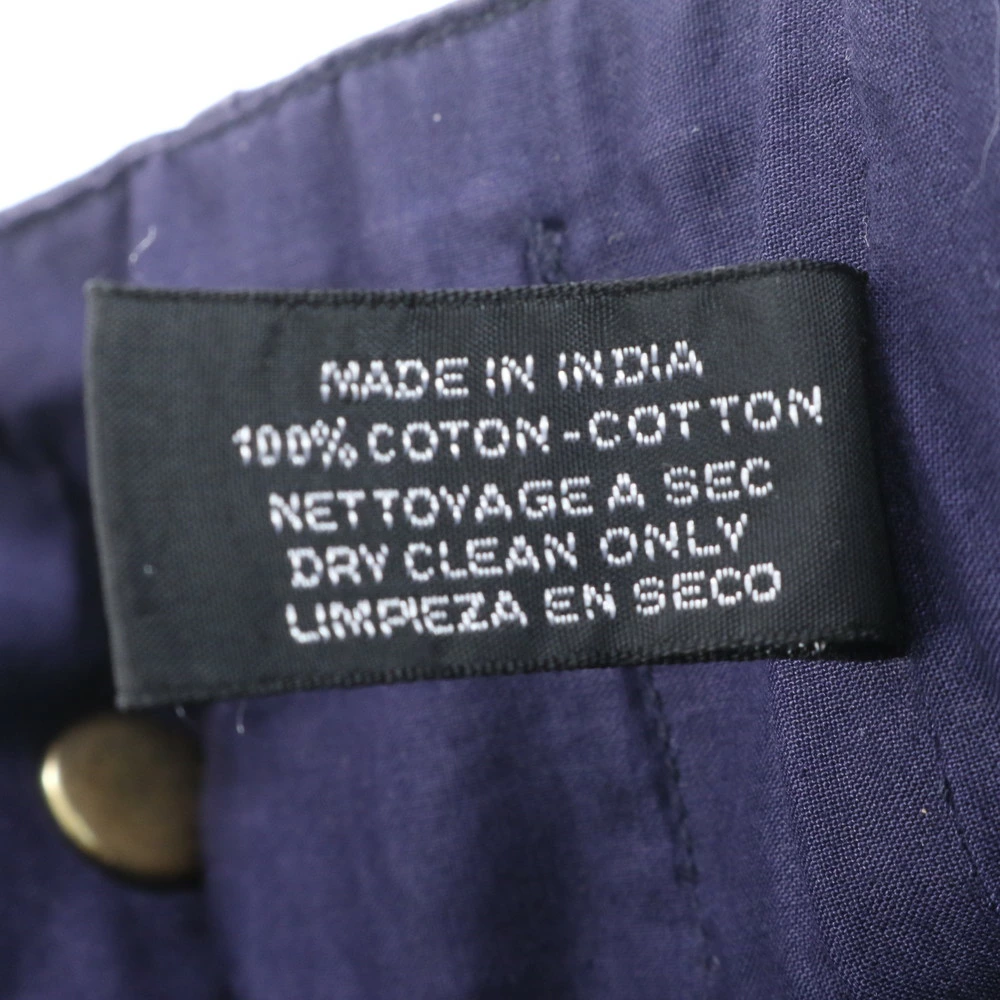 MADE IN INDIA
100% COTON-COTTON
NETTOYAGE A SEC
DRY CLEAN ONLY
LIMPIEZA EN SECO